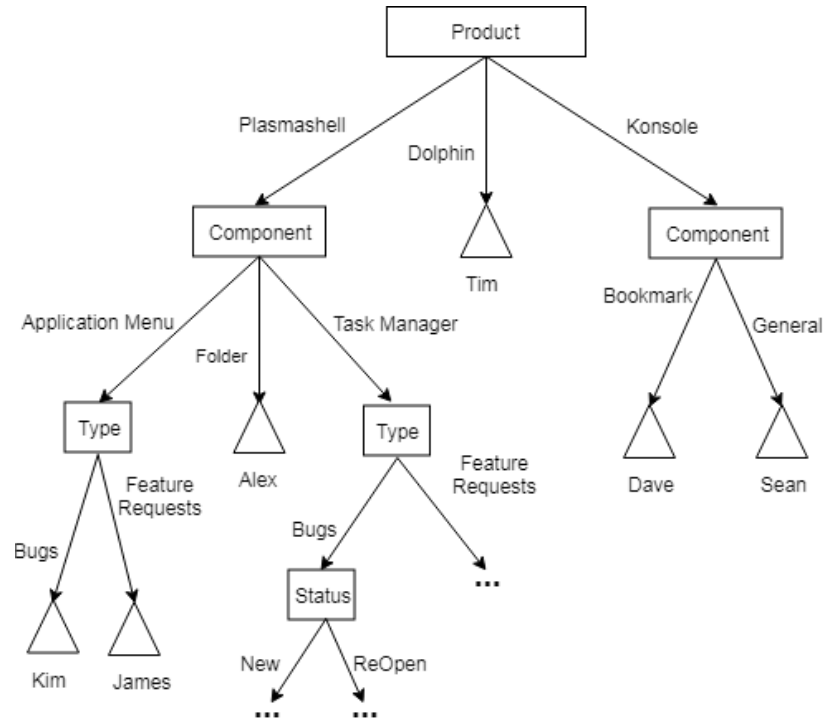 Product
Plasmashell
Dolphin
Konsole
Component
Tim
Component
Application Menu
Folder
Task Manager
Bookmark
General
Type
Alex
Type
Dave
Sean
Feature
Requests
Feature
Requests
Bugs
Bugs
...
Kim
James
Status
New
ReOpen
...
...